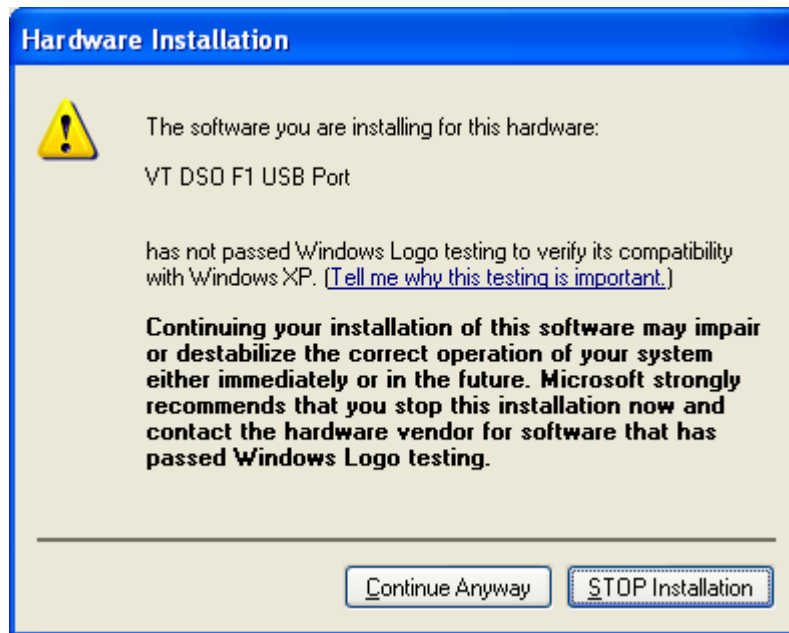 Hardware Installation
The software you are installing for this hardware:
VT DSO F1 USB Port
has not passed Windows Logo testing to verify its compatibility
with Windows XP. (Tell me why this testing is important.)
Continuing your installation of this software may impair
or destabilize the correct operation of your system
either immediately or in the future. Microsoft strongly
recommends that you stop this installation now and
contact the hardware vendor for software that has
passed Windows Logo testing.
Continue Anyway
STOP Installation